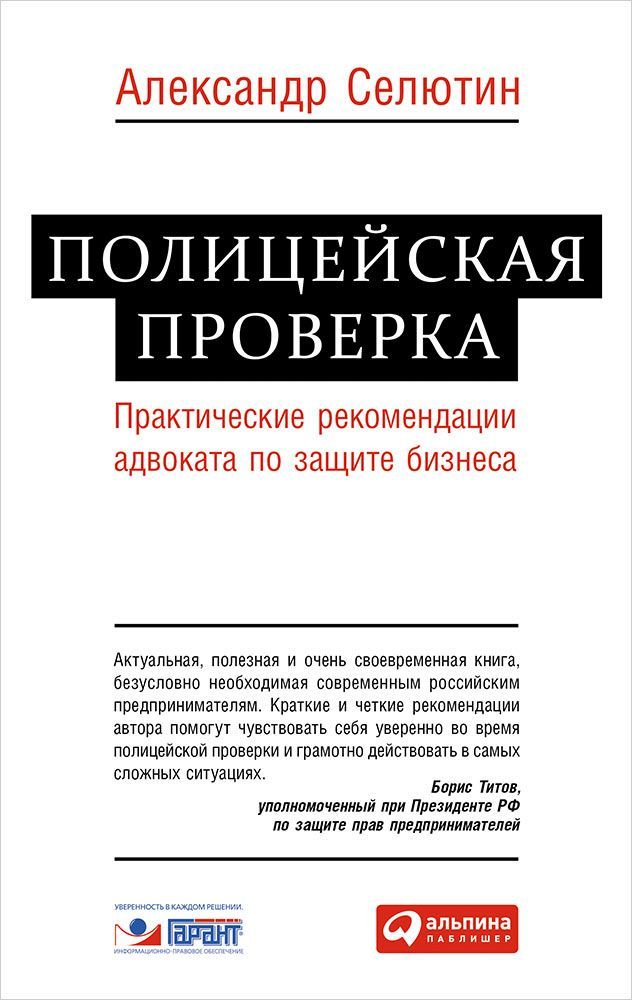 Александр Селютин
ПОЛИЦЕЙСКАЯ
ПРОВЕРКА
Практические рекомендации
адвоката по защите бизнеса
Актуальная, полезная и очень своевременная книга,
безусловно необходимая современным российским
предпринимателям. Краткие и четкие рекомендации
автора помогут чувствовать себя уверенно во время
полицейской проверки и грамотно действовать в самых
сложных ситуациях.
Борис Титов,
уполномоченный при Президенте РФ
по защите прав предпринимателей
УВЕРЕННОСТЬ В КАЖДОМ РЕШЕНИИ.
ГАРАНТ®
ИНФОРМАЦИОННО-ПРАВОВОЕ ОБЕСПЕЧЕНИЕ
альпина
ПАБЛИШЕР